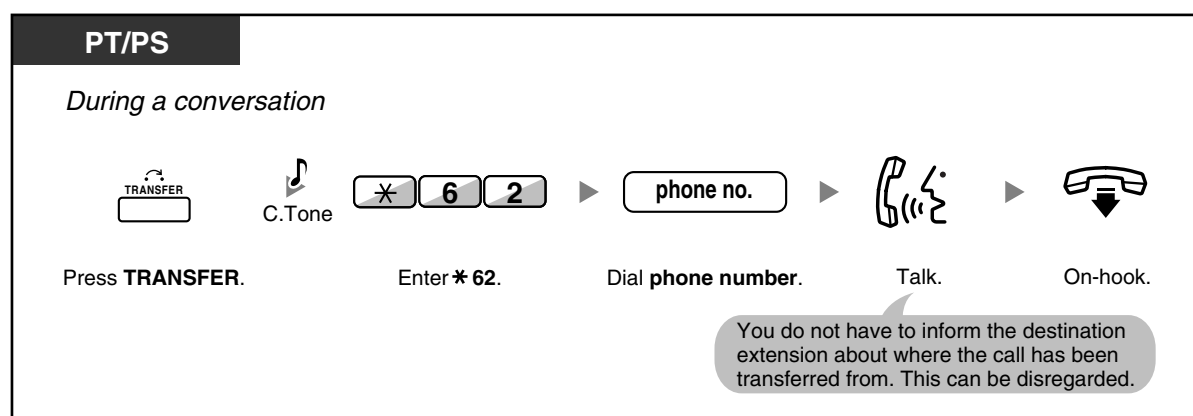 PT/PS
During a conversation
TRANSFER
C.Tone
* 6 2
phone no.
Press TRANSFER.
Enter * 62.
Dial phone number.
Talk.
On-hook.
You do not have to inform the destination
extension about where the call has been
transferred from. This can be disregarded.